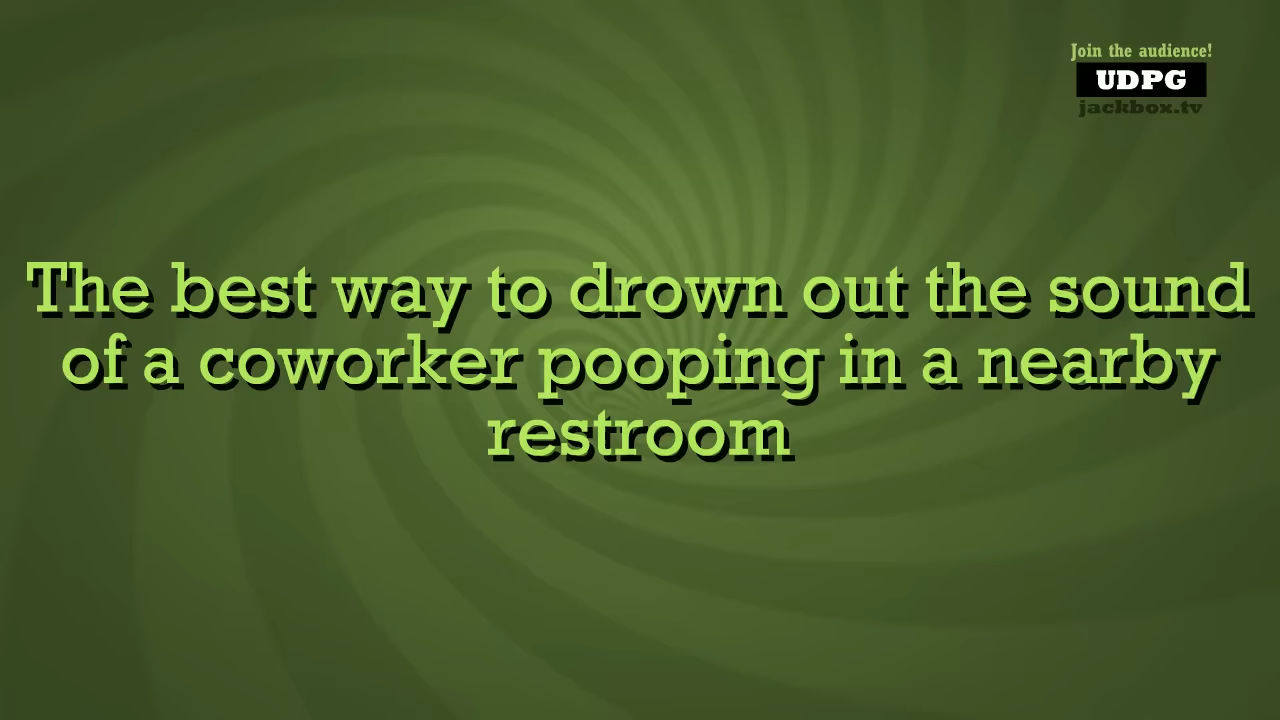 Join the audience!
UDPG
jackbox.tv
The best way to drown out the sound
of a coworker pooping in a nearby
restroom